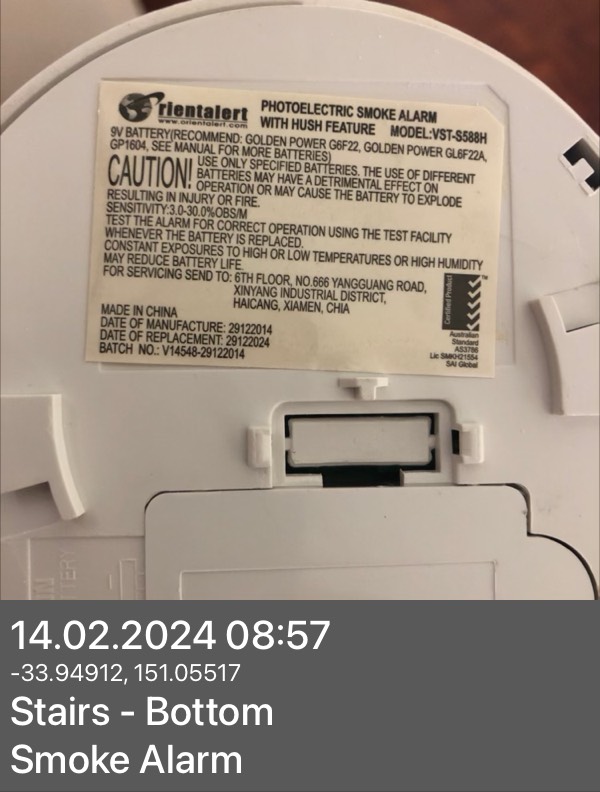 Orientalert
www.orientalert.com
PHOTOELECTRIC SMOKE ALARM
WITH HUSH FEATURE MODEL:VST-S588H
9V BATTERY(RECOMMEND: GOLDEN POWER G6F22, GOLDEN POWER GL6F22A,
GP1604, SEE MANUAL FOR MORE BATTERIES)
CAUTION! USE ONLY SPECIFIED BATTERIES. THE USE OF DIFFERENT
BATTERIES MAY HAVE A DETRIMENTAL EFFECT ON
OPERATION OR MAY CAUSE THE BATTERY TO EXPLODE
RESULTING IN INJURY OR FIRE.
SENSITIVITY:3.0-30.0%OBS/M
TEST THE ALARM FOR CORRECT OPERATION USING THE TEST FACILITY
WHENEVER THE BATTERY IS REPLACED.
CONSTANT EXPOSURES TO HIGH OR LOW TEMPERATURES OR HIGH HUMIDITY
MAY REDUCE BATTERY LIFE.
FOR SERVICING SEND TO: 6TH FLOOR, NO.666 YANGGUANG ROAD,
XINYANG INDUSTRIAL DISTRICT,
HAICANG, XIAMEN, CHIA
MADE IN CHINA
DATE OF MANUFACTURE: 29122014
DATE OF REPLACEMENT: 29122024
BATCH NO.: V14548-29122014
Certified Product
TM
Australian
Standard
AS3786
Lic SMKH21554
SAI Global
14.02.2024 08:57
-33.94912, 151.05517
Stairs - Bottom
Smoke Alarm